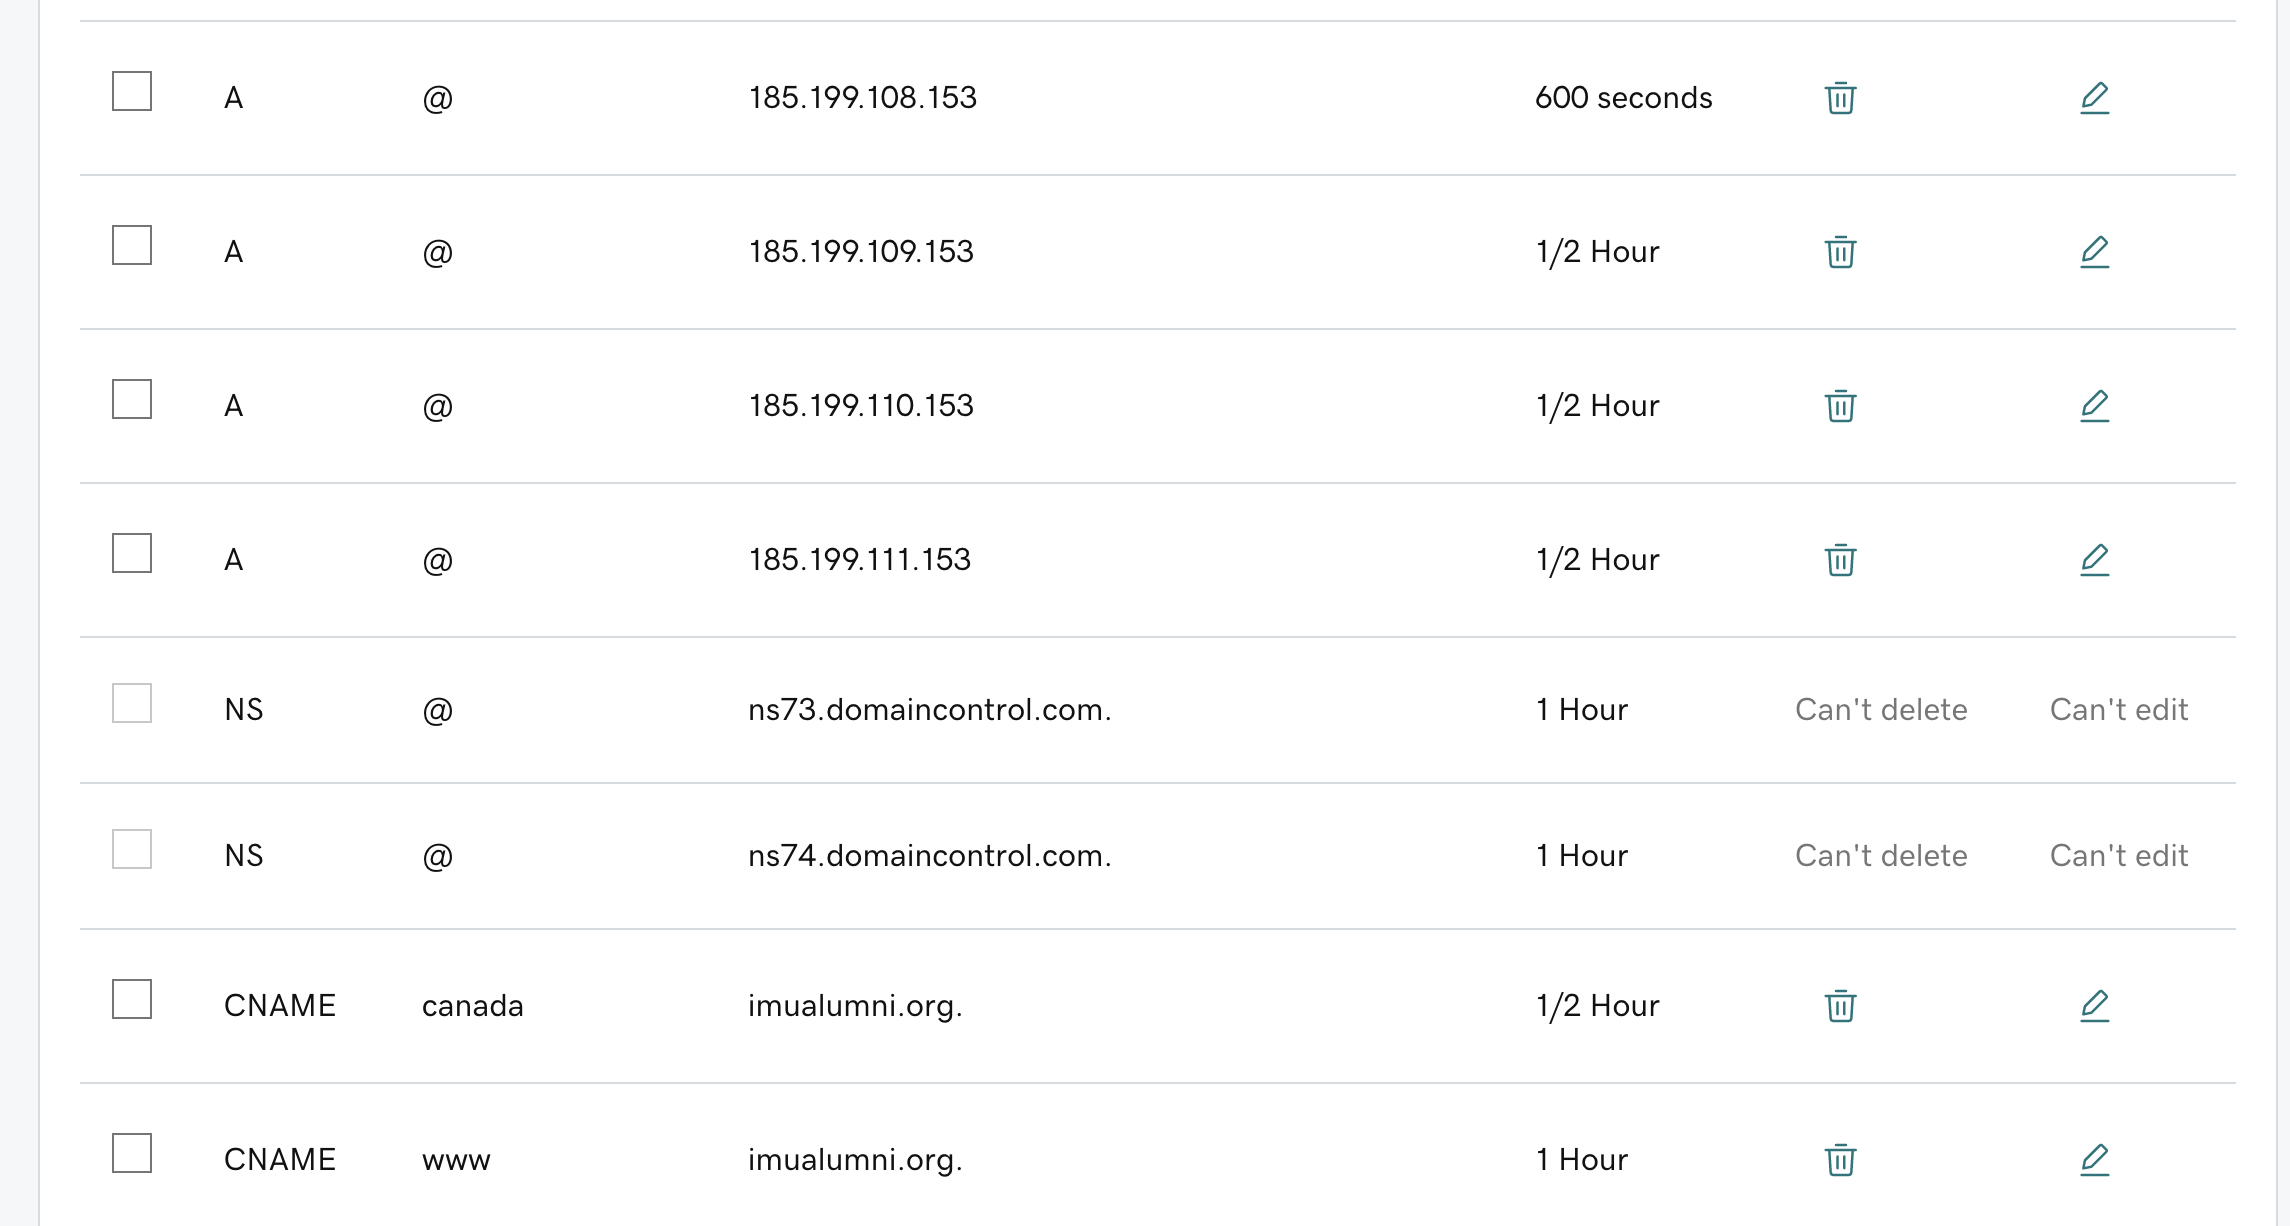 A @ 185.199.108.153 600 seconds
A @ 185.199.109.153 1/2 Hour
A @ 185.199.110.153 1/2 Hour
A @ 185.199.111.153 1/2 Hour
NS @ ns73.domaincontrol.com. 1 Hour Can't delete Can't edit
NS @ ns74.domaincontrol.com. 1 Hour Can't delete Can't edit
CNAME canada imualumni.org. 1/2 Hour
CNAME www imualumni.org. 1 Hour